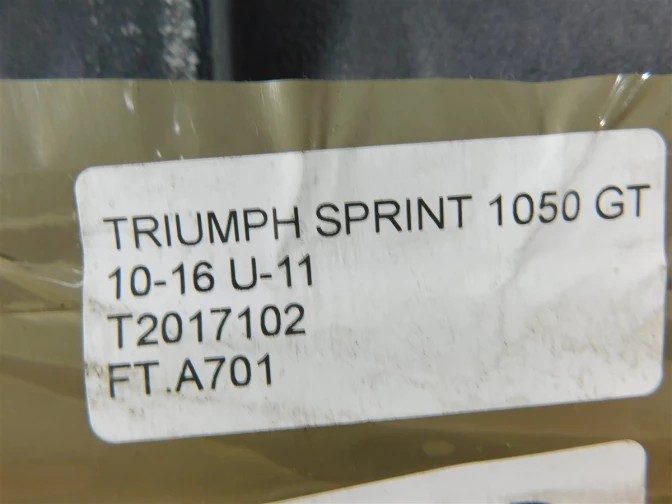 TRIUMPH SPRINT 1050 GT
10-16 U-11
T2017102
FT.A701